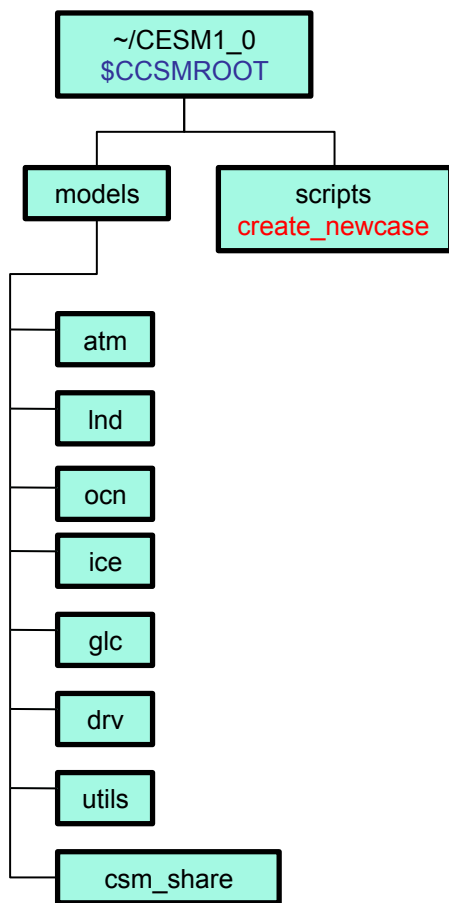 ~/CESM1_0
$CCSMROOT
models
scripts
create_newcase
atm
lnd
ocn
ice
glc
drv
utils
csm_share